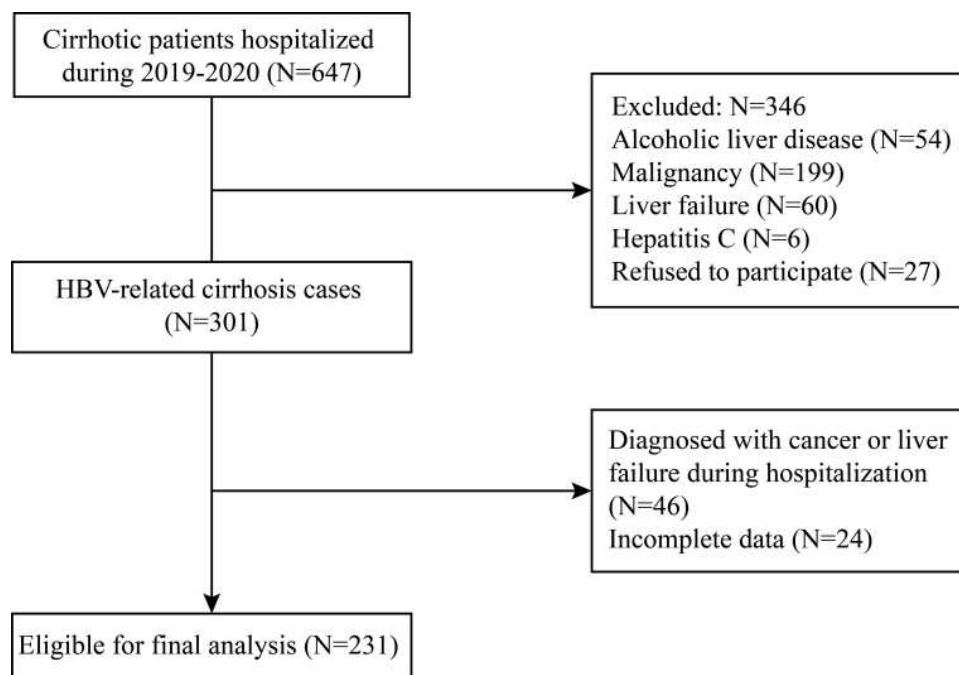 Cirrhotic patients hospitalized
during 2019-2020 (N=647)
Excluded: N=346
Alcoholic liver disease (N=54)
Malignancy (N=199)
Liver failure (N=60)
Hepatitis C (N=6)
Refused to participate (N=27)
HBV-related cirrhosis cases
(N=301)
Diagnosed with cancer or liver
failure during hospitalization
(N=46)
Incomplete data (N=24)
Eligible for final analysis (N=231)